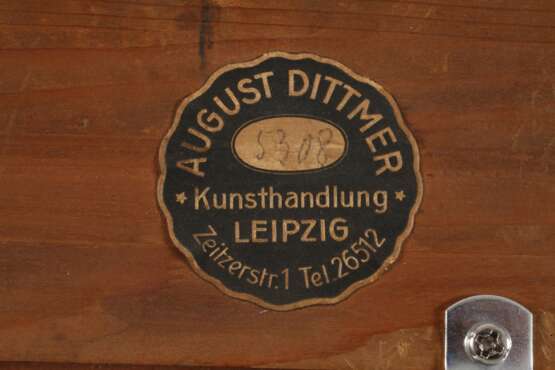 AUGUST DITTMER
5308
Kunsthandlung
LEIPZIG
Zeitzerstr. 1 Tel. 26512